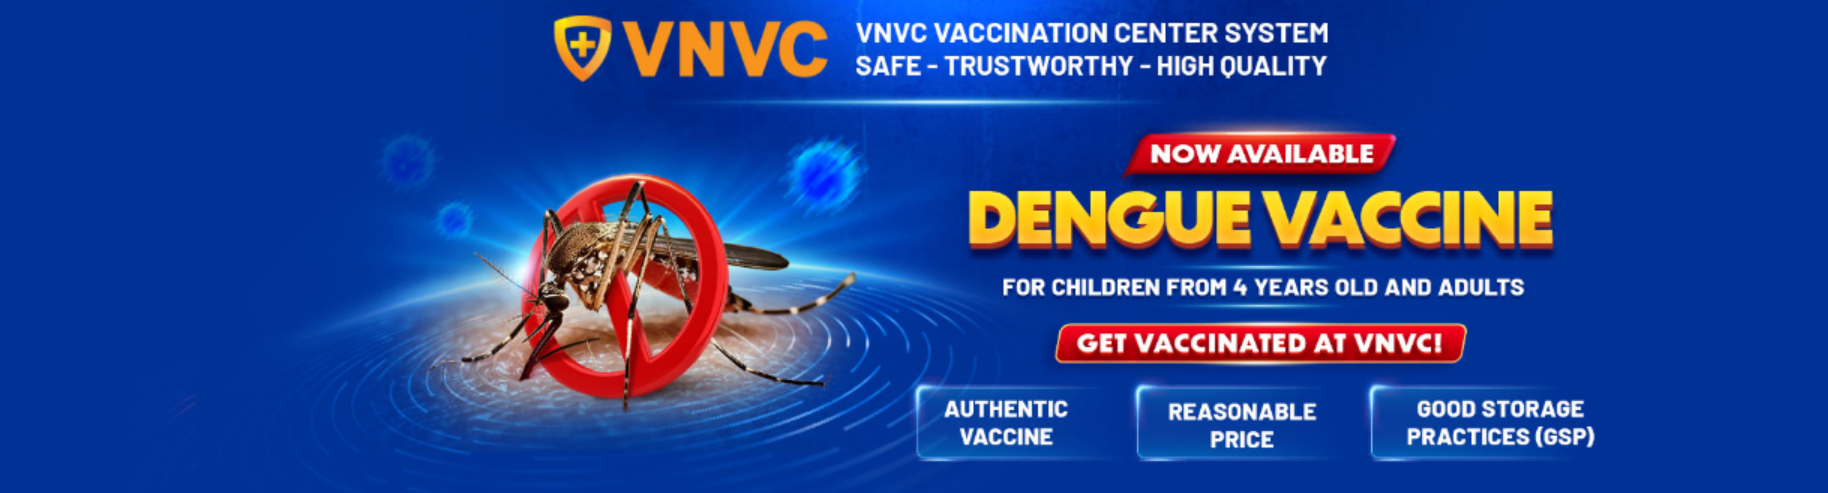 VNVC
VNVC VACCINATION CENTER SYSTEM
SAFE - TRUSTWORTHY - HIGH QUALITY
NOW AVAILABLE
DENGUE VACCINE
FOR CHILDREN FROM 4 YEARS OLD AND ADULTS
GET VACCINATED AT VNVC!
AUTHENTIC
VACCINE
REASONABLE
PRICE
GOOD STORAGE
PRACTICES (GSP)